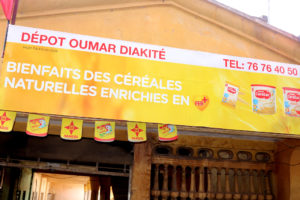 DÉPOT OUMAR DIAKITÉ
TEL: 76 76 40 50
BIENFAITS DES CÉRÉALES
NATURELLES ENRICHIES EN